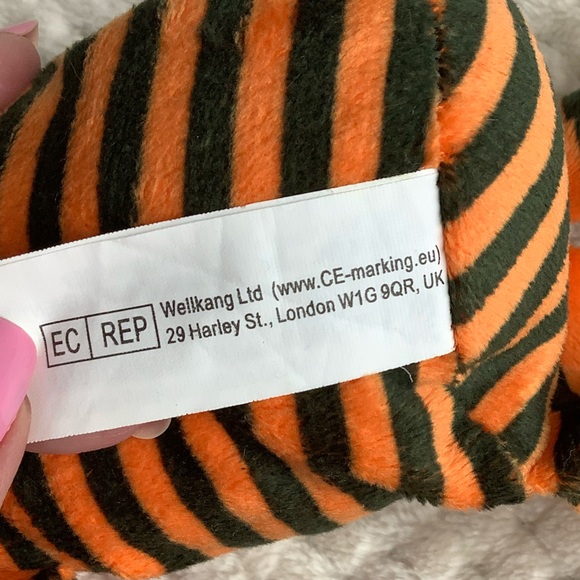 EC REP
Wellkang Ltd (www.CE-marking.eu)
29 Harley St., London W1G 9QR, UK